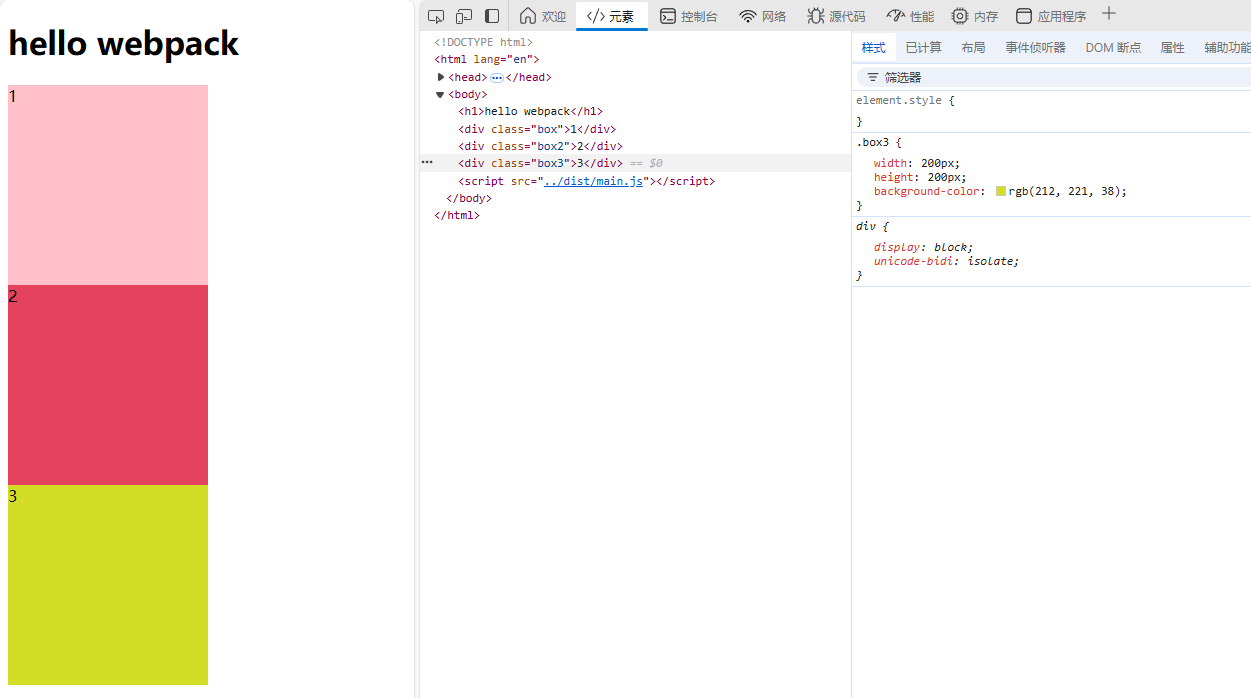 hello webpack
1
2
3
欢迎 元素 控制台 网络 源代码 性能 内存 应用程序
<!DOCTYPE html>
<html lang="en">
<head>…</head>
<body>
<h1>hello webpack</h1>
<div class="box">1</div>
<div class="box2">2</div>
<div class="box3">3</div> == $0
<script src="../dist/main.js"></script>
</body>
</html>
样式 已计算 布局 事件侦听器 DOM 断点 属性 辅助功能
筛选器
element.style {
}
.box3 {
width: 200px;
height: 200px;
background-color: rgb(212, 221, 38);
}
div {
display: block;
unicode-bidi: isolate;
}